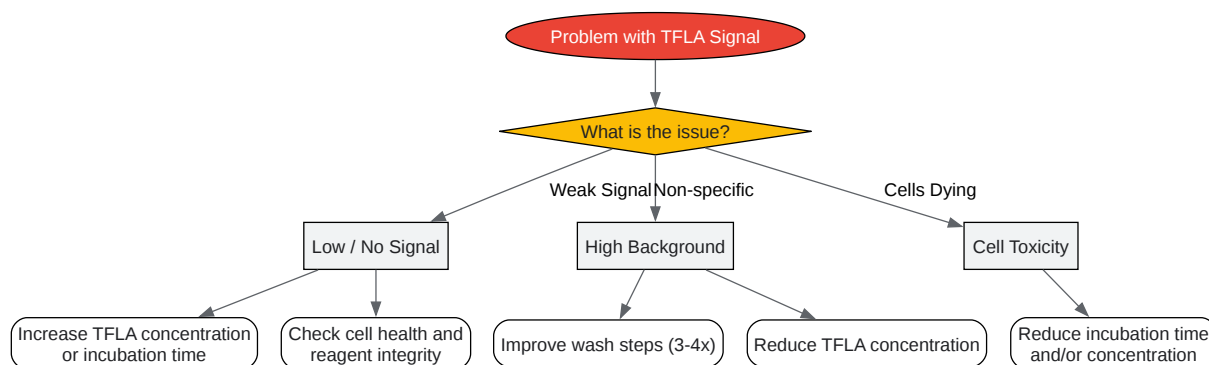 Problem with TFLA Signal
What is the issue?
Weak Signal
Non-specific
Cells Dying
Low / No Signal
High Background
Cell Toxicity
Increase TFLA concentration
or incubation time
Check cell health and
reagent integrity
Improve wash steps (3-4x)
Reduce TFLA concentration
Reduce incubation time
and/or concentration